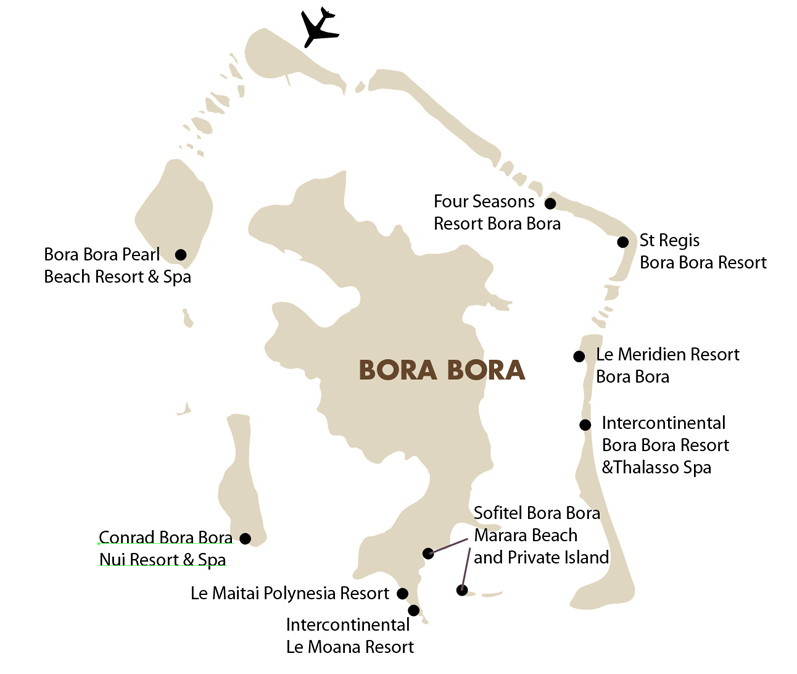 Four Seasons
Resort Bora Bora
St Regis
Bora Bora Resort
Bora Bora Pearl
Beach Resort & Spa
Le Meridien Resort
Bora Bora
BORA BORA
Intercontinental
Bora Bora Resort
&Thalasso Spa
Sofitel Bora Bora
Marara Beach
and Private Island
Conrad Bora Bora
Nui Resort & Spa
Le Maitai Polynesia Resort
Intercontinental
Le Moana Resort